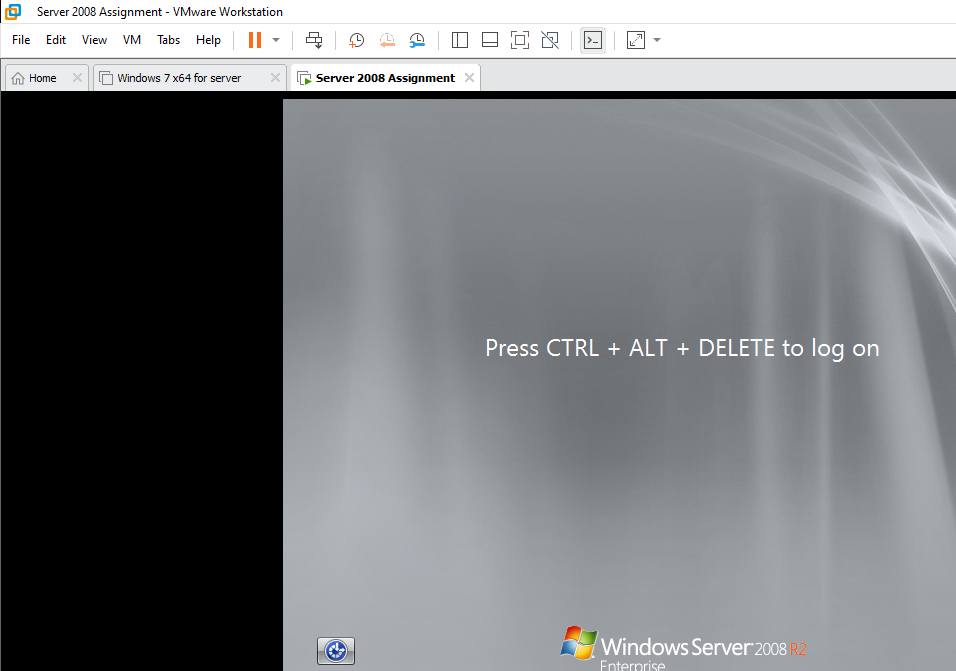 Server 2008 Assignment - VMware Workstation
File Edit View VM Tabs Help
Home Windows 7 x64 for server Server 2008 Assignment
Press CTRL + ALT + DELETE to log on
Windows Server 2008 R2
Enterprise